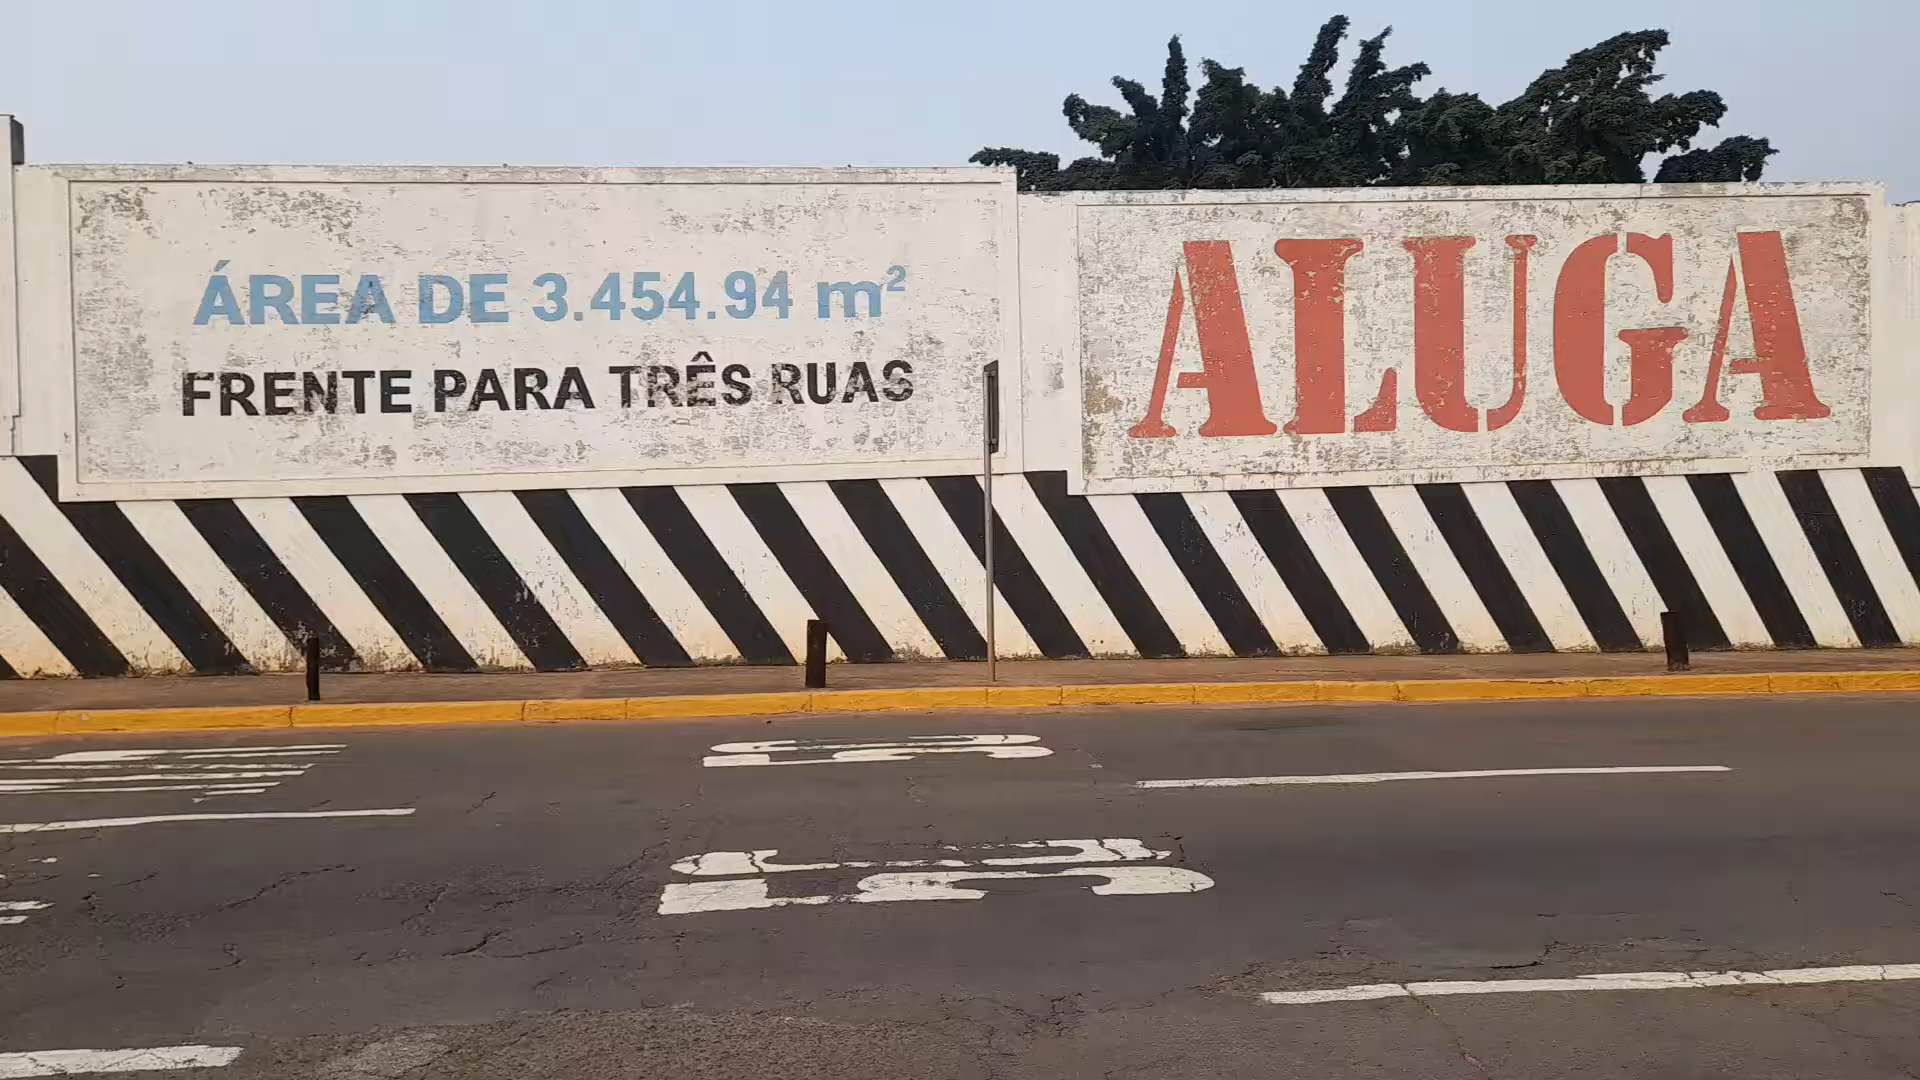 ÁREA DE 3.454.94 m²
FRENTE PARA TRÊS RUAS
ALUGA